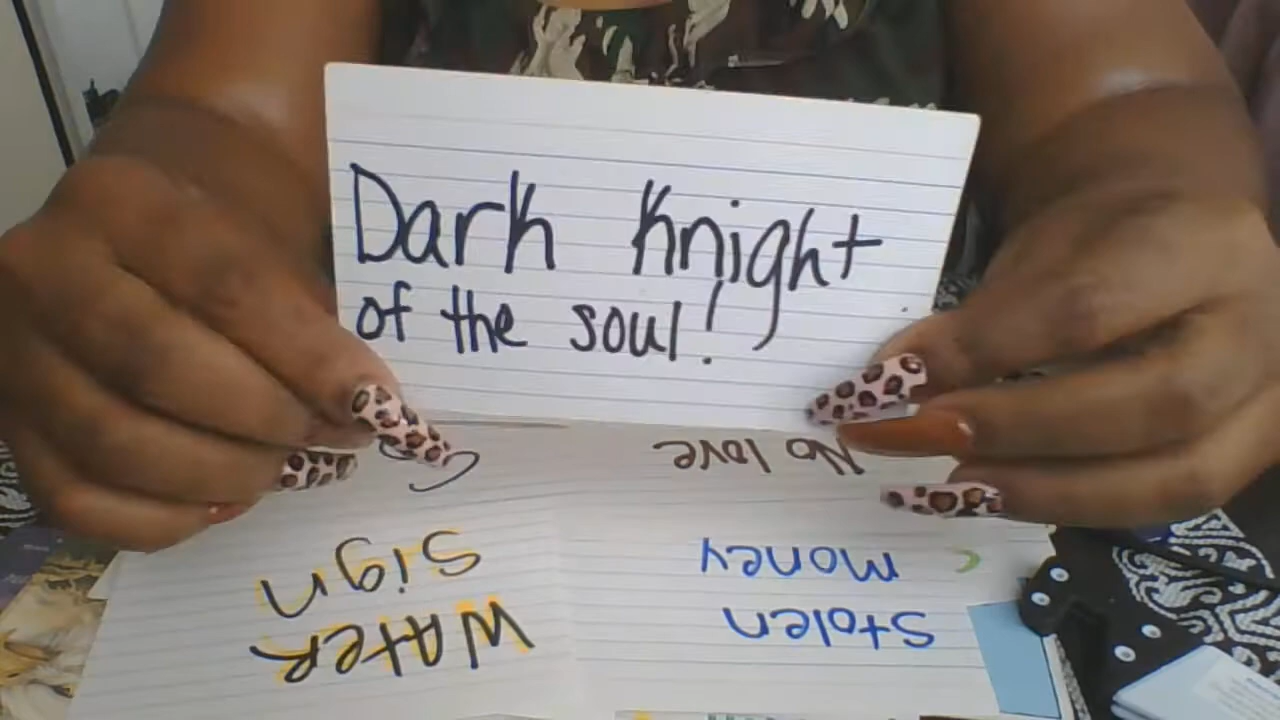 Dark Knight
of the soul!
No love
Stolen
Money
WAter
Sign